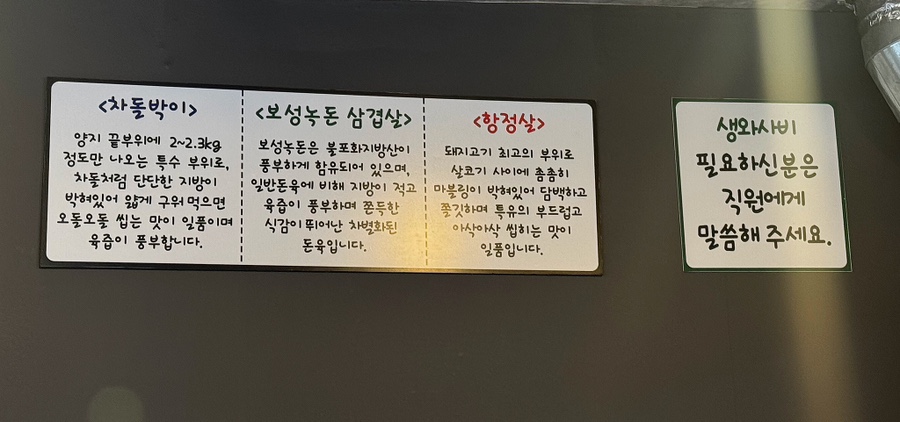 <차돌박이>
양지 끝부위에 2~2.3kg
정도만 나오는 특수 부위로,
차돌처럼 단단한 지방이
박혀있어 얇게 구워먹으면
오돌오돌 씹는 맛이 일품이며
육즙이 풍부합니다.
<보성녹돈 삼겹살>
보성녹돈은 불포화지방산이
풍부하게 함유되어 있으며,
일반돈육에 비해 지방이 적고
육즙이 풍부하며 쫀득한
식감이 뛰어난 차별화된
돈육입니다.
<항정살>
돼지고기 최고의 부위로
살코기 사이에 촘촘히
마블링이 박혀있어 담백하고
쫄깃하며 특유의 부드럽고
아삭아삭 씹히는 맛이
일품입니다.
생와사비
필요하신분은
직원에게
말씀해 주세요.